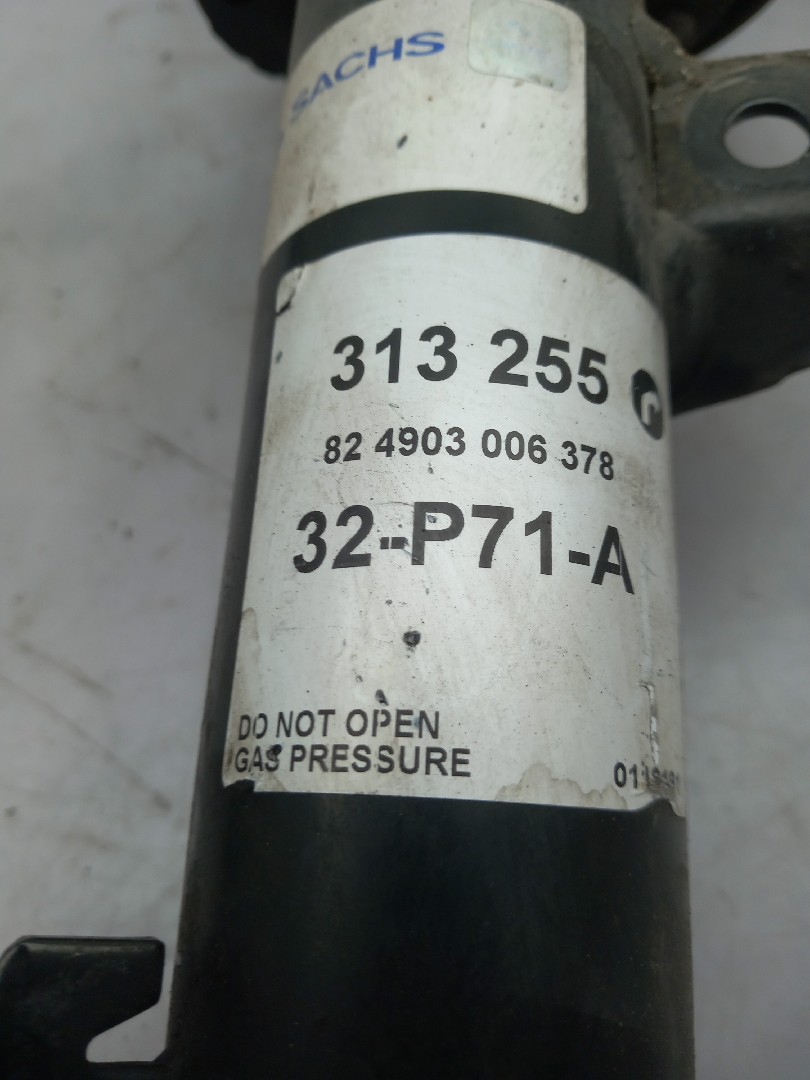 SACHS
313 255 r
82 4903 006 378
32-P71-A
DO NOT OPEN
GAS PRESSURE